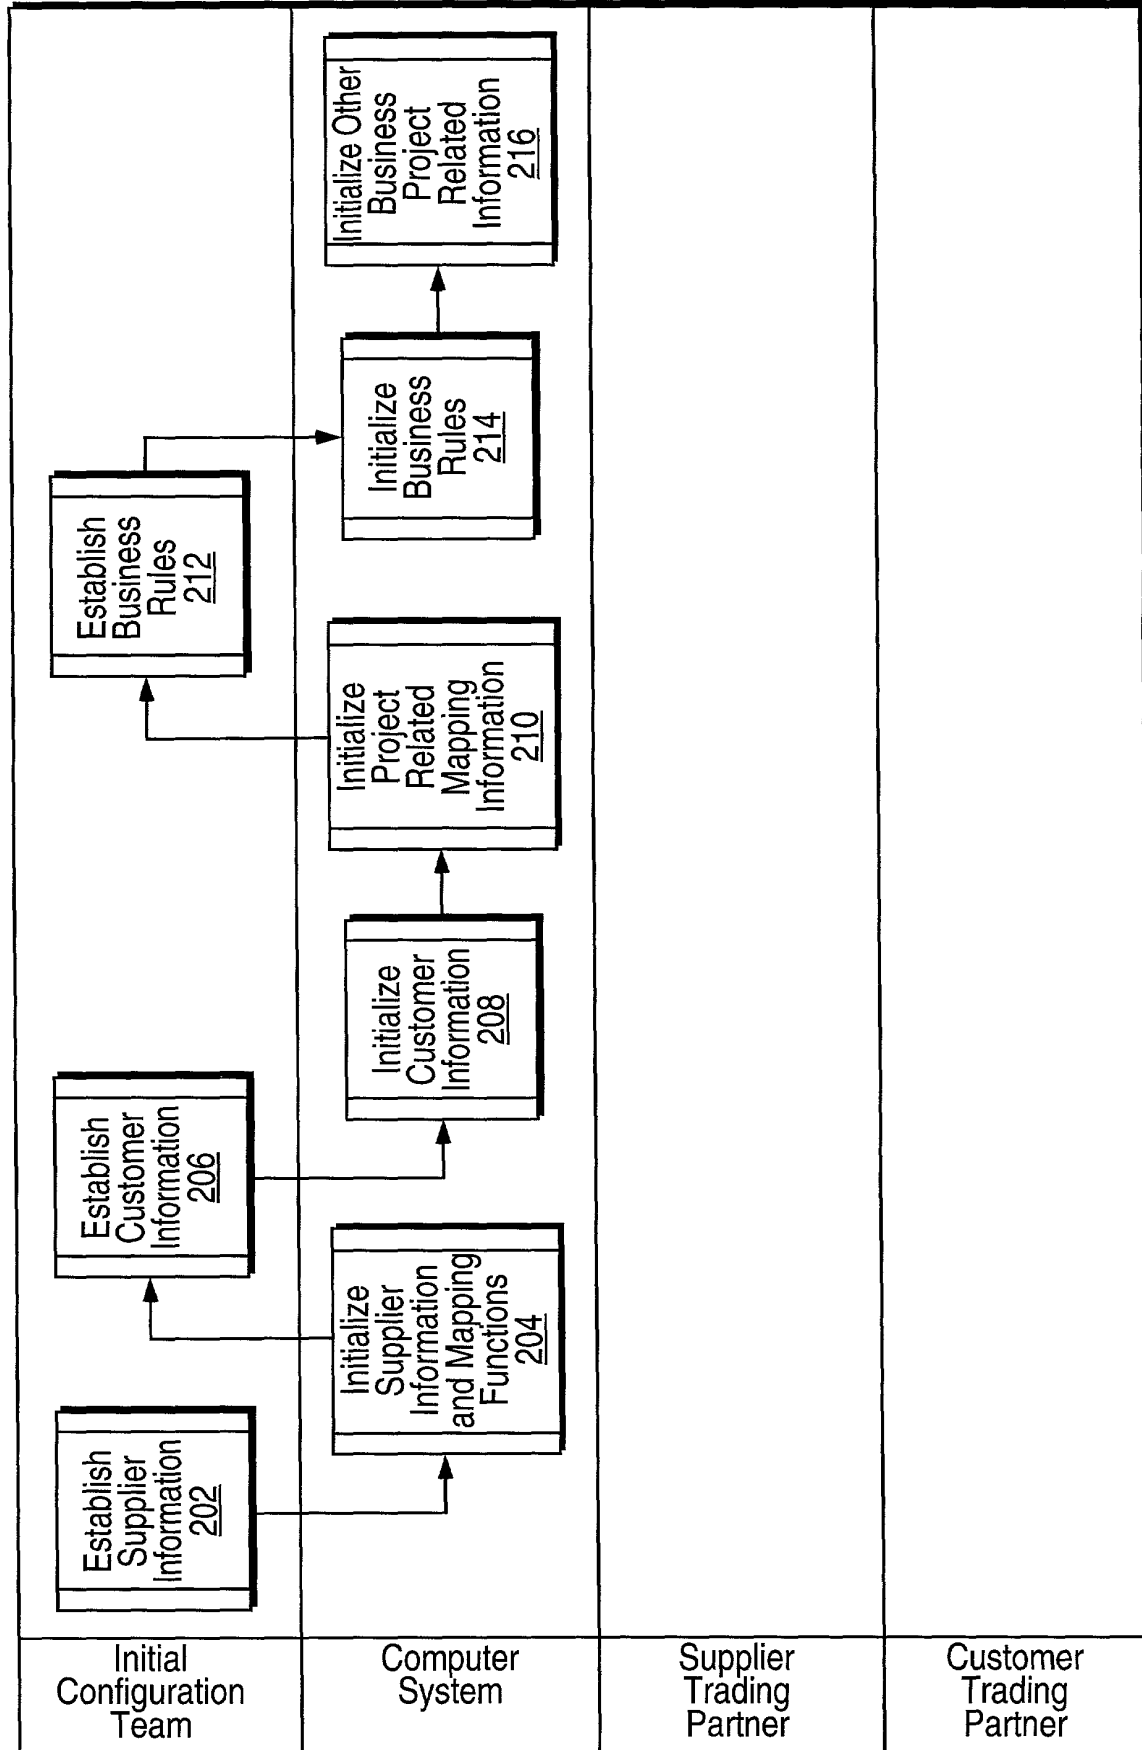 Establish
Supplier
Information
202
Initialize
Supplier
Information
and Mapping
Functions
204
Establish
Customer
Information
206
Initialize
Customer
Information
208
Initialize
Project
Related
Mapping
Information
210
Establish
Business
Rules
212
Initialize
Business
Rules
214
Initialize Other
Business
Project
Related
Information
216
Initial
Configuration
Team
Computer
System
Supplier
Trading
Partner
Customer
Trading
Partner